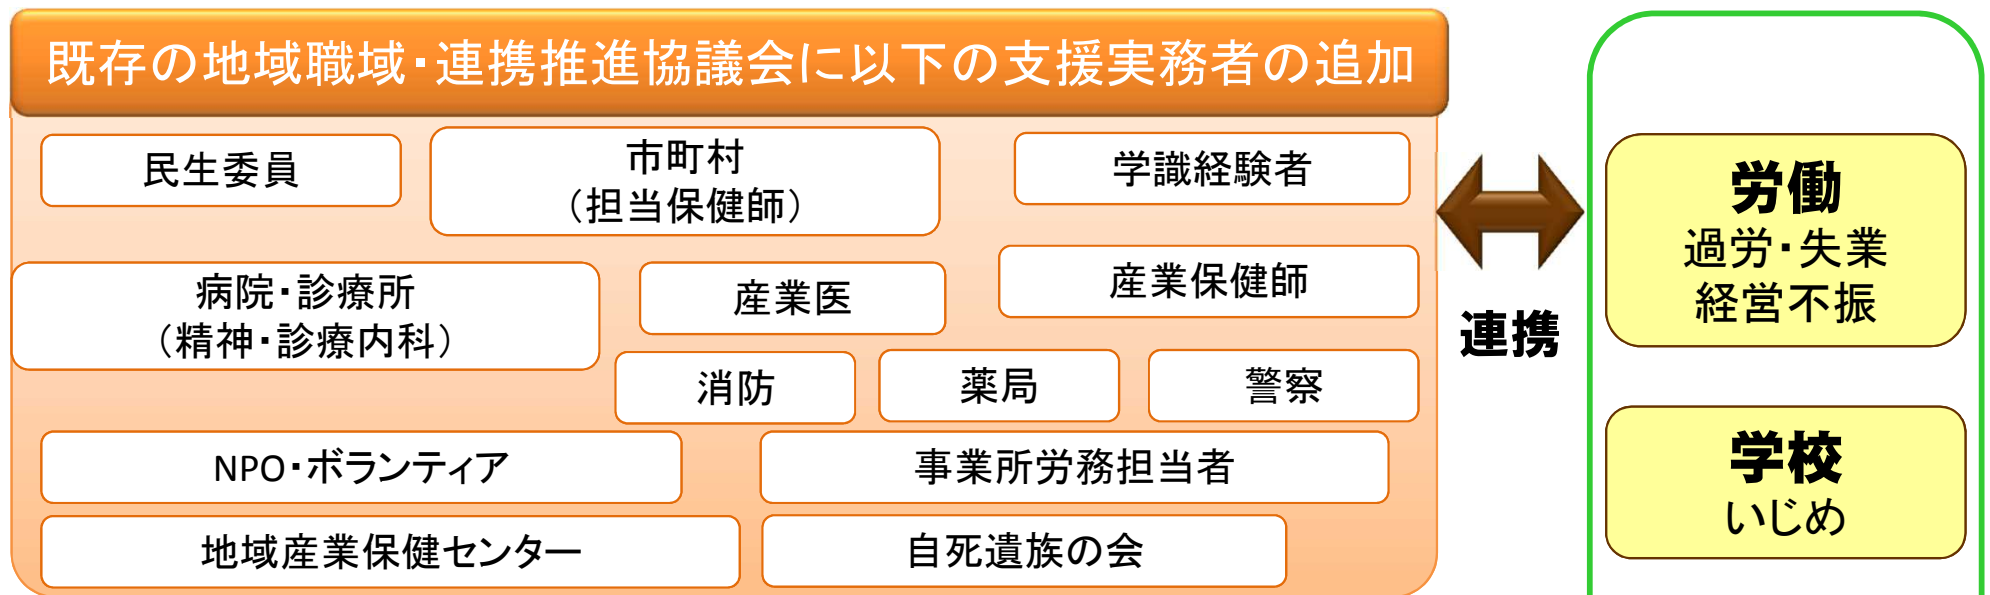 既存の地域職域・連携推進協議会に以下の支援実務者の追加
民生委員
市町村
（担当保健師）
学識経験者
病院・診療所
（精神・診療内科）
産業医
産業保健師
消防
薬局
警察
NPO・ボランティア
事業所労務担当者
地域産業保健センター
自死遺族の会
連携
労働
過労・失業
経営不振
学校
いじめ